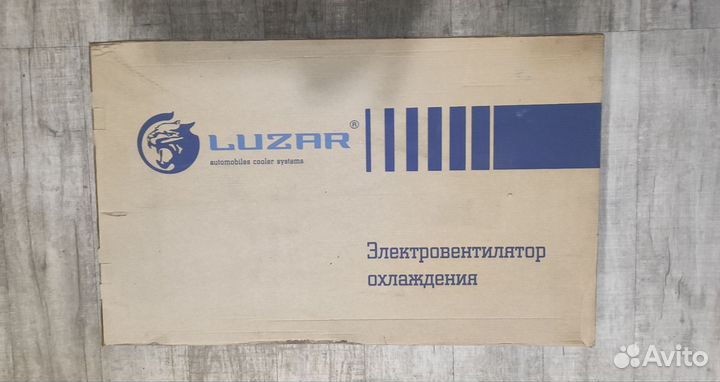 LUZAR®
automobiles cooler systems
Электровентилятор
охлаждения
Avito